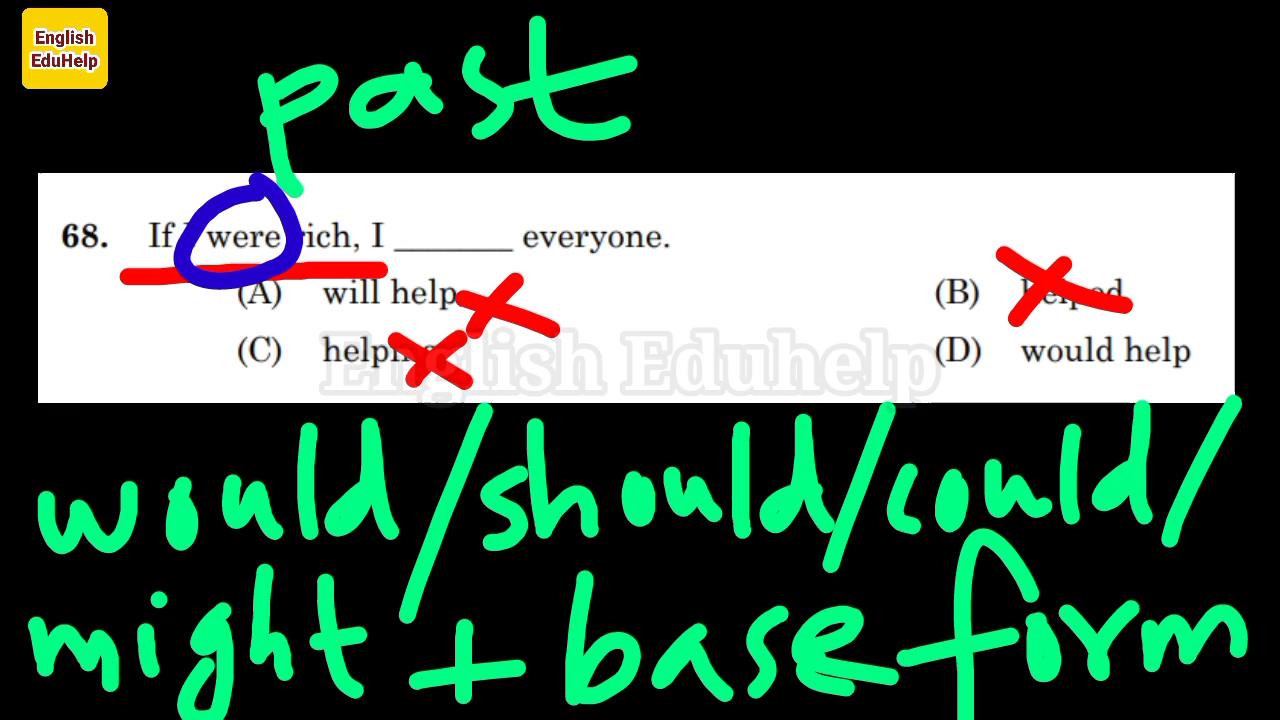 English
EduHelp
past
68. If I were rich, I _______ everyone.
(A) will help (B) helped
(C) helping (D) would help
English Eduhelp
would/should/could/
might + base form